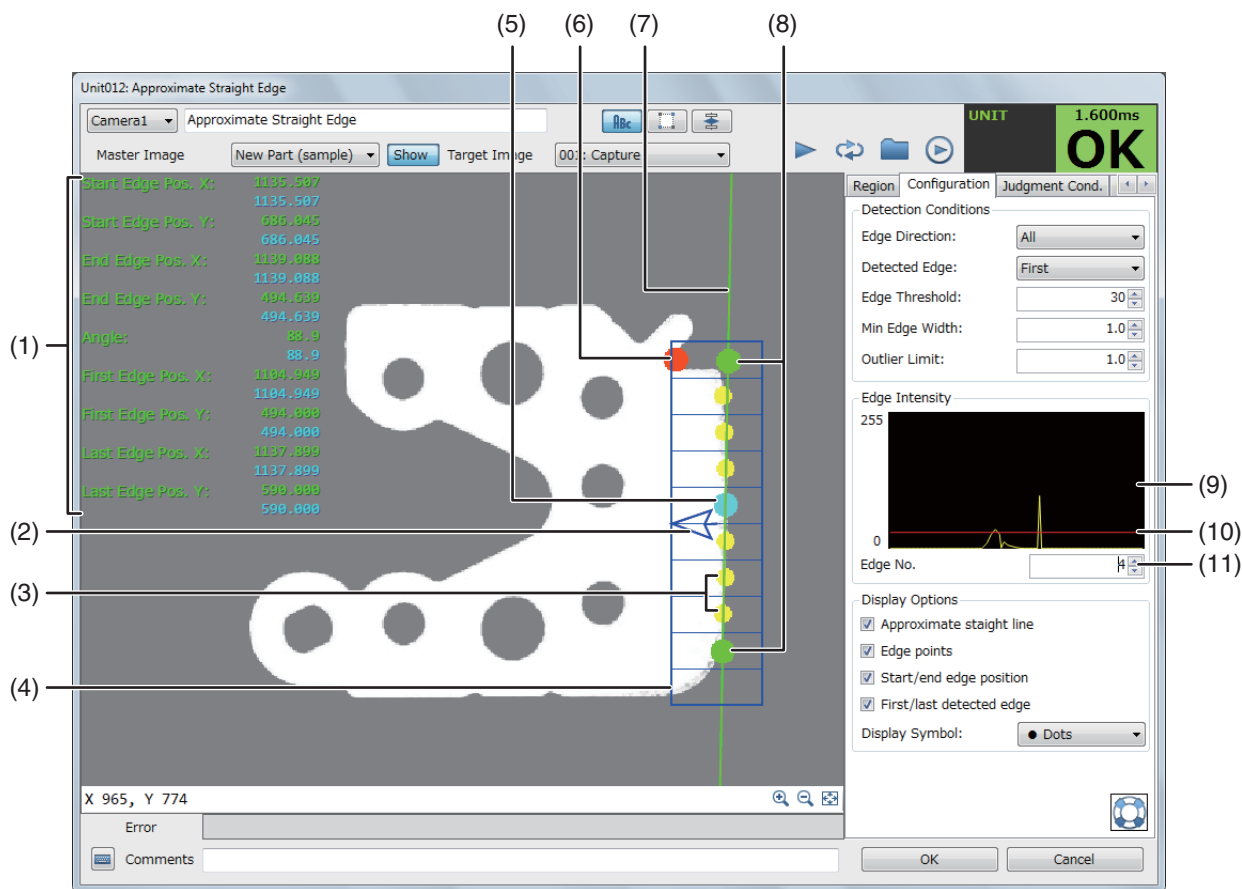 (5) (6) (7) (8)
Unit012: Approximate Straight Edge
Camera1 Approximate Straight Edge ABC UNIT 1.600ms
OK
Master Image New Part (sample) Show Target Image 001: Capture
Region Configuration Judgment Cond.
Start Edge Pos. X: 1135.507
1135.507
Start Edge Pos. Y: 686.045
686.045
End Edge Pos. X: 1139.088
1139.088
End Edge Pos. Y: 494.639
494.639
Angle: 88.9
88.9
First Edge Pos. X: 1104.949
1104.949
First Edge Pos. Y: 494.000
494.000
Last Edge Pos. X: 1137.899
1137.899
Last Edge Pos. Y: 590.000
590.000
(1)
(2)
(3)
(4)
Detection Conditions
Edge Direction: All
Detected Edge: First
Edge Threshold: 30
Min Edge Width: 1.0
Outlier Limit: 1.0
Edge Intensity
255
0
(9)
(10)
(11)
Edge No. 4
Display Options
Approximate staight line
Edge points
Start/end edge position
First/last detected edge
Display Symbol: ● Dots
X 965, Y 774
Error
Comments
OK Cancel